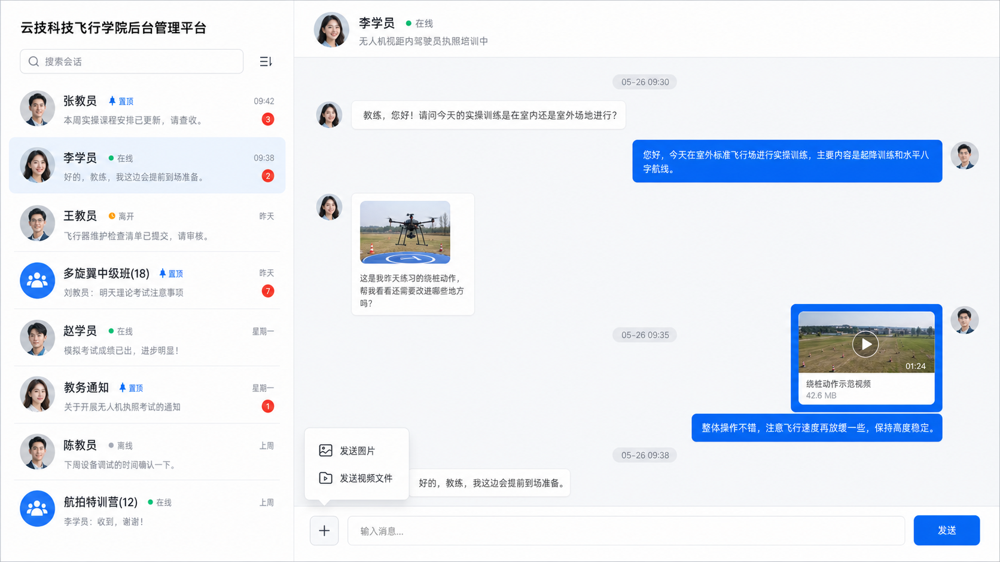 云技科技飞行学院后台管理平台
搜索会话
张教员 置顶 09:42
本周实操课程安排已更新，请查收。 3
李学员 在线 09:38
好的，教练，我这边会提前到场准备。 2
王教员 离开 昨天
飞行器维护检查清单已提交，请审核。
多旋翼中级班(18) 置顶 昨天
刘教员：明天理论考试注意事项 7
赵学员 在线 星期一
模拟考试成绩已出，进步明显！
教务通知 置顶 星期一
关于开展无人机执照考试的通知 1
陈教员 离线 上周
下周设备调试的时间确认一下。
航拍特训营(12) 在线 上周
李学员：收到，谢谢！
李学员 在线
无人机视距内驾驶员执照培训中
05-26 09:30
教练，您好！请问今天的实操训练是在室内还是室外场地进行？
您好，今天在室外标准飞行场进行实操训练，主要内容是起降训练和水平八
字航线。
这是我昨天练习的绕桩动作，
帮我看看还需要改进哪些地方
吗？
05-26 09:35
01:24
绕桩动作示范视频
42.6 MB
整体操作不错，注意飞行速度再放缓一些，保持高度稳定。
05-26 09:38
好的，教练，我这边会提前到场准备。
发送图片
发送视频文件
输入消息...
发送